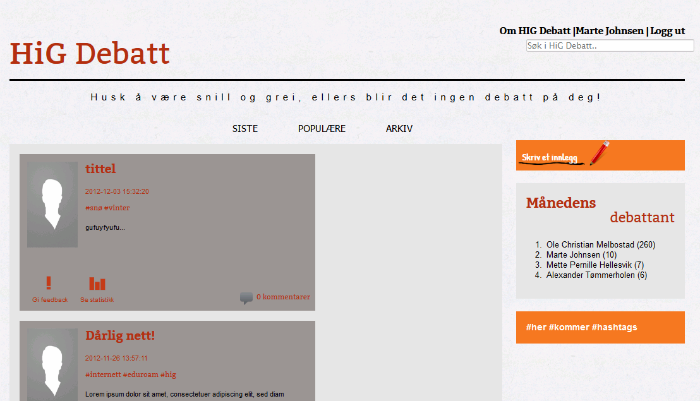 Om HIG Debatt |Marte Johnsen | Logg ut
HiG Debatt
Søk i HiG Debatt..
Husk å være snill og grei, ellers blir det ingen debatt på deg!
SISTE POPULÆRE ARKIV
Skriv et innlegg
tittel
2012-12-03 15:32:20
#snø #vinter
gufuyfyufu...
Gi feedback Se statistikk
0 kommentarer
Månedens
debattant
1. Ole Christian Melbostad (260)
2. Marte Johnsen (10)
3. Mette Pernille Hellesvik (7)
4. Alexander Tømmerholen (6)
#her #kommer #hashtags
Dårlig nett!
2012-11-26 13:57:11
#internett #eduroam #hig
Lorem ipsum dolor sit amet, consectetuer adipiscing elit, sed diam